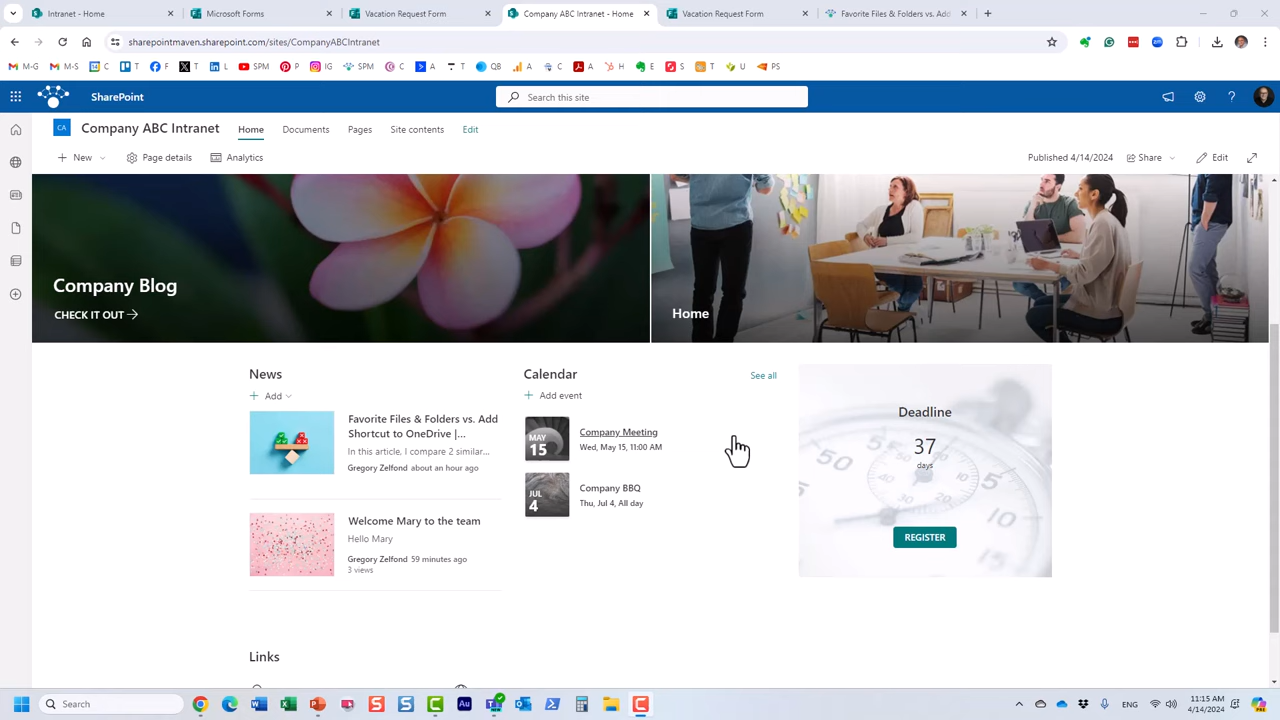 Intranet - Home
Microsoft Forms
Vacation Request Form
Company ABC Intranet - Home
Vacation Request Form
Favorite Files & Folders vs. Add
sharepointmaven.sharepoint.com/sites/CompanyABCIntranet
M-G
M-S
C
T
F
T
L
SPM
P
IG
SPM
C
A
T
QB
A
C
A
H
E
S
T
U
PS
SharePoint
Search this site
CA
Company ABC Intranet
Home
Documents
Pages
Site contents
Edit
New
Page details
Analytics
Published 4/14/2024
Share
Edit
Company Blog
CHECK IT OUT
Home
News
Add
Favorite Files & Folders vs. Add
Shortcut to OneDrive |...
In this article, I compare 2 similar...
Gregory Zelfond about an hour ago
Welcome Mary to the team
Hello Mary
Gregory Zelfond 59 minutes ago
3 views
Calendar
See all
Add event
MAY
15
Company Meeting
Wed, May 15, 11:00 AM
JUL
4
Company BBQ
Thu, Jul 4, All day
Deadline
37
days
REGISTER
Links
Search
ENG
11:15 AM
4/14/2024